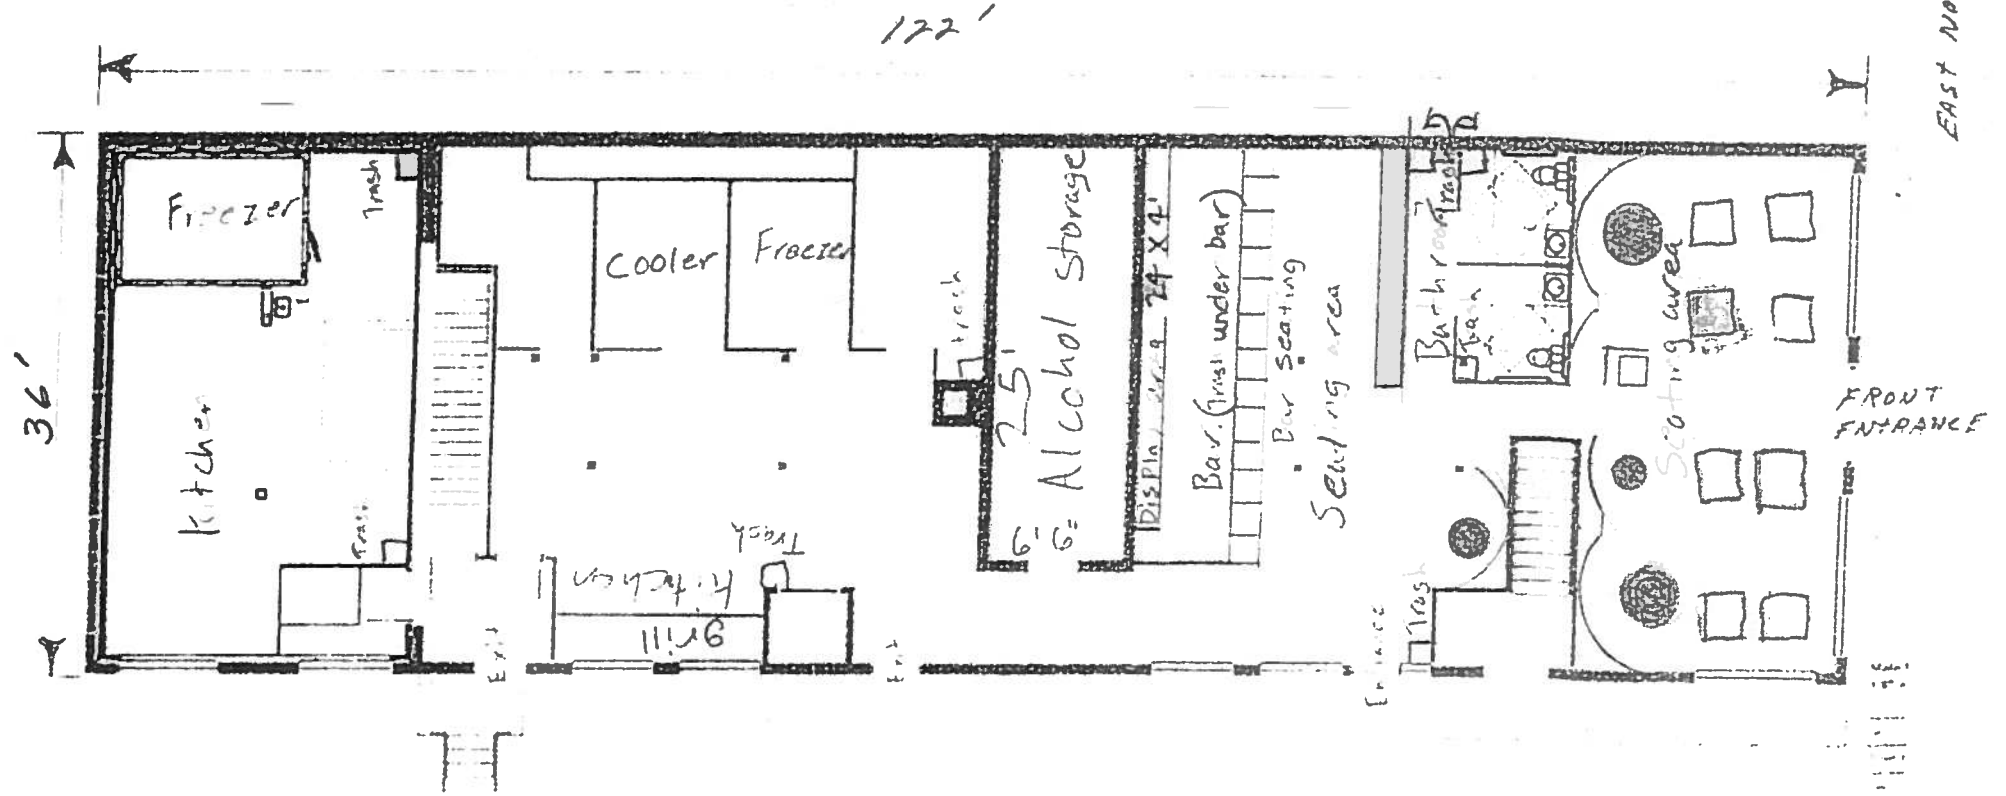 122'
EAST
36'
Freezer
Trash
Kitchen
Trash
Exit
Cooler
Freezer
Trash
Kitchen
grill
Trash
Exit
25'
6' 6"
Alcohol Storage
Display 24 X 4'
Bar. (Trash under bar)
Bar seating
Seating area
Entrance
Trash
Bathroom
Trash
Trash
Seating area
FRONT
ENTRANCE